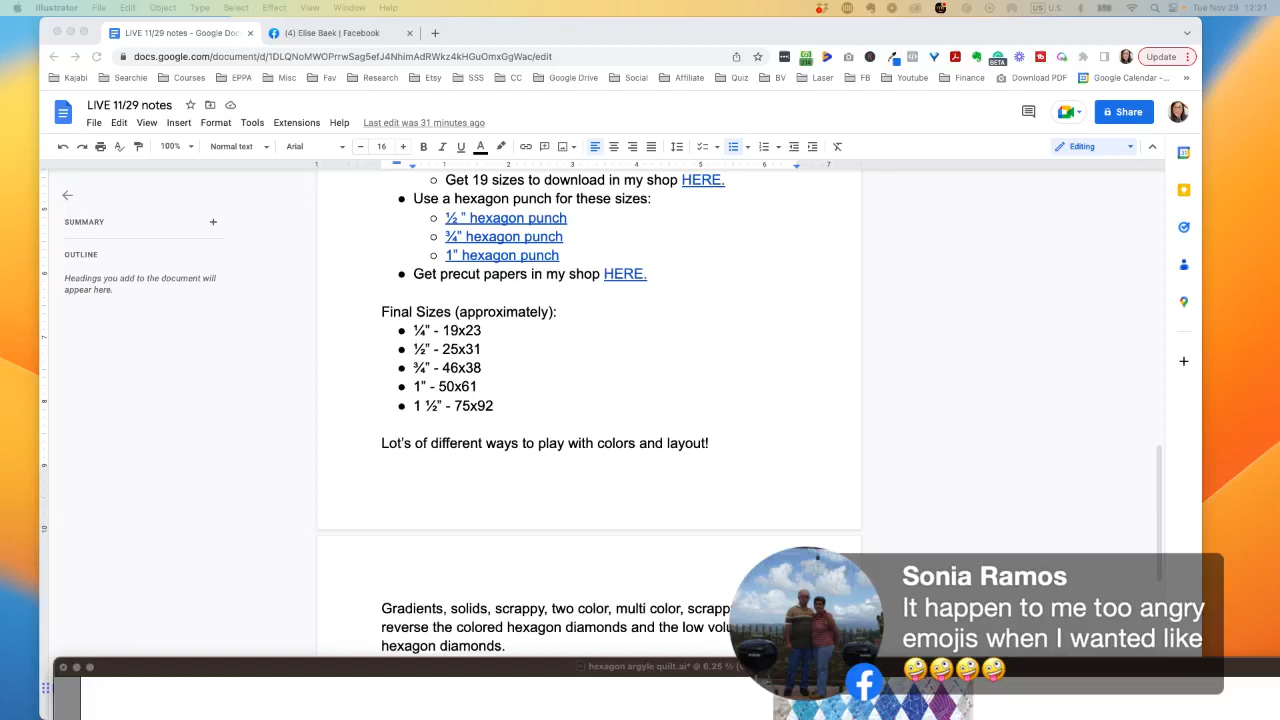 Illustrator File Edit Object Type Select Effect View Window Help U.S. Tue Nov 29 12:21
LIVE 11/29 notes - Google Doc (4) Elise Baek | Facebook
docs.google.com/document/d/1DLQNoMWOPrrwSag5efJ4NhimAdRWkz4kHGuOmxGgWac/edit Update
Kajabi Searchie Courses EPPA Misc Fav Research Etsy SSS CC Google Drive Social Affiliate Quiz BV Laser FB Youtube Finance Download PDF Google Calendar -...
LIVE 11/29 notes
File Edit View Insert Format Tools Extensions Help Last edit was 31 minutes ago Share
100% Normal text Arial 16 B I U A Editing
1 1 2 3 4 5 6 7
Get 19 sizes to download in my shop HERE.
Use a hexagon punch for these sizes:
½ ” hexagon punch
¾” hexagon punch
1” hexagon punch
Get precut papers in my shop HERE.
SUMMARY
OUTLINE
Headings you add to the document will
appear here.
Final Sizes (approximately):
¼” - 19x23
½” - 25x31
¾” - 46x38
1” - 50x61
1 ½” - 75x92
Lot’s of different ways to play with colors and layout!
Gradients, solids, scrappy, two color, multi color, scrapp
reverse the colored hexagon diamonds and the low volu
hexagon diamonds.
Sonia Ramos
It happen to me too angry
emojis when I wanted like
🤪🤪🤪🤪
hexagon argyle quilt.ai* @ 6.25 % (